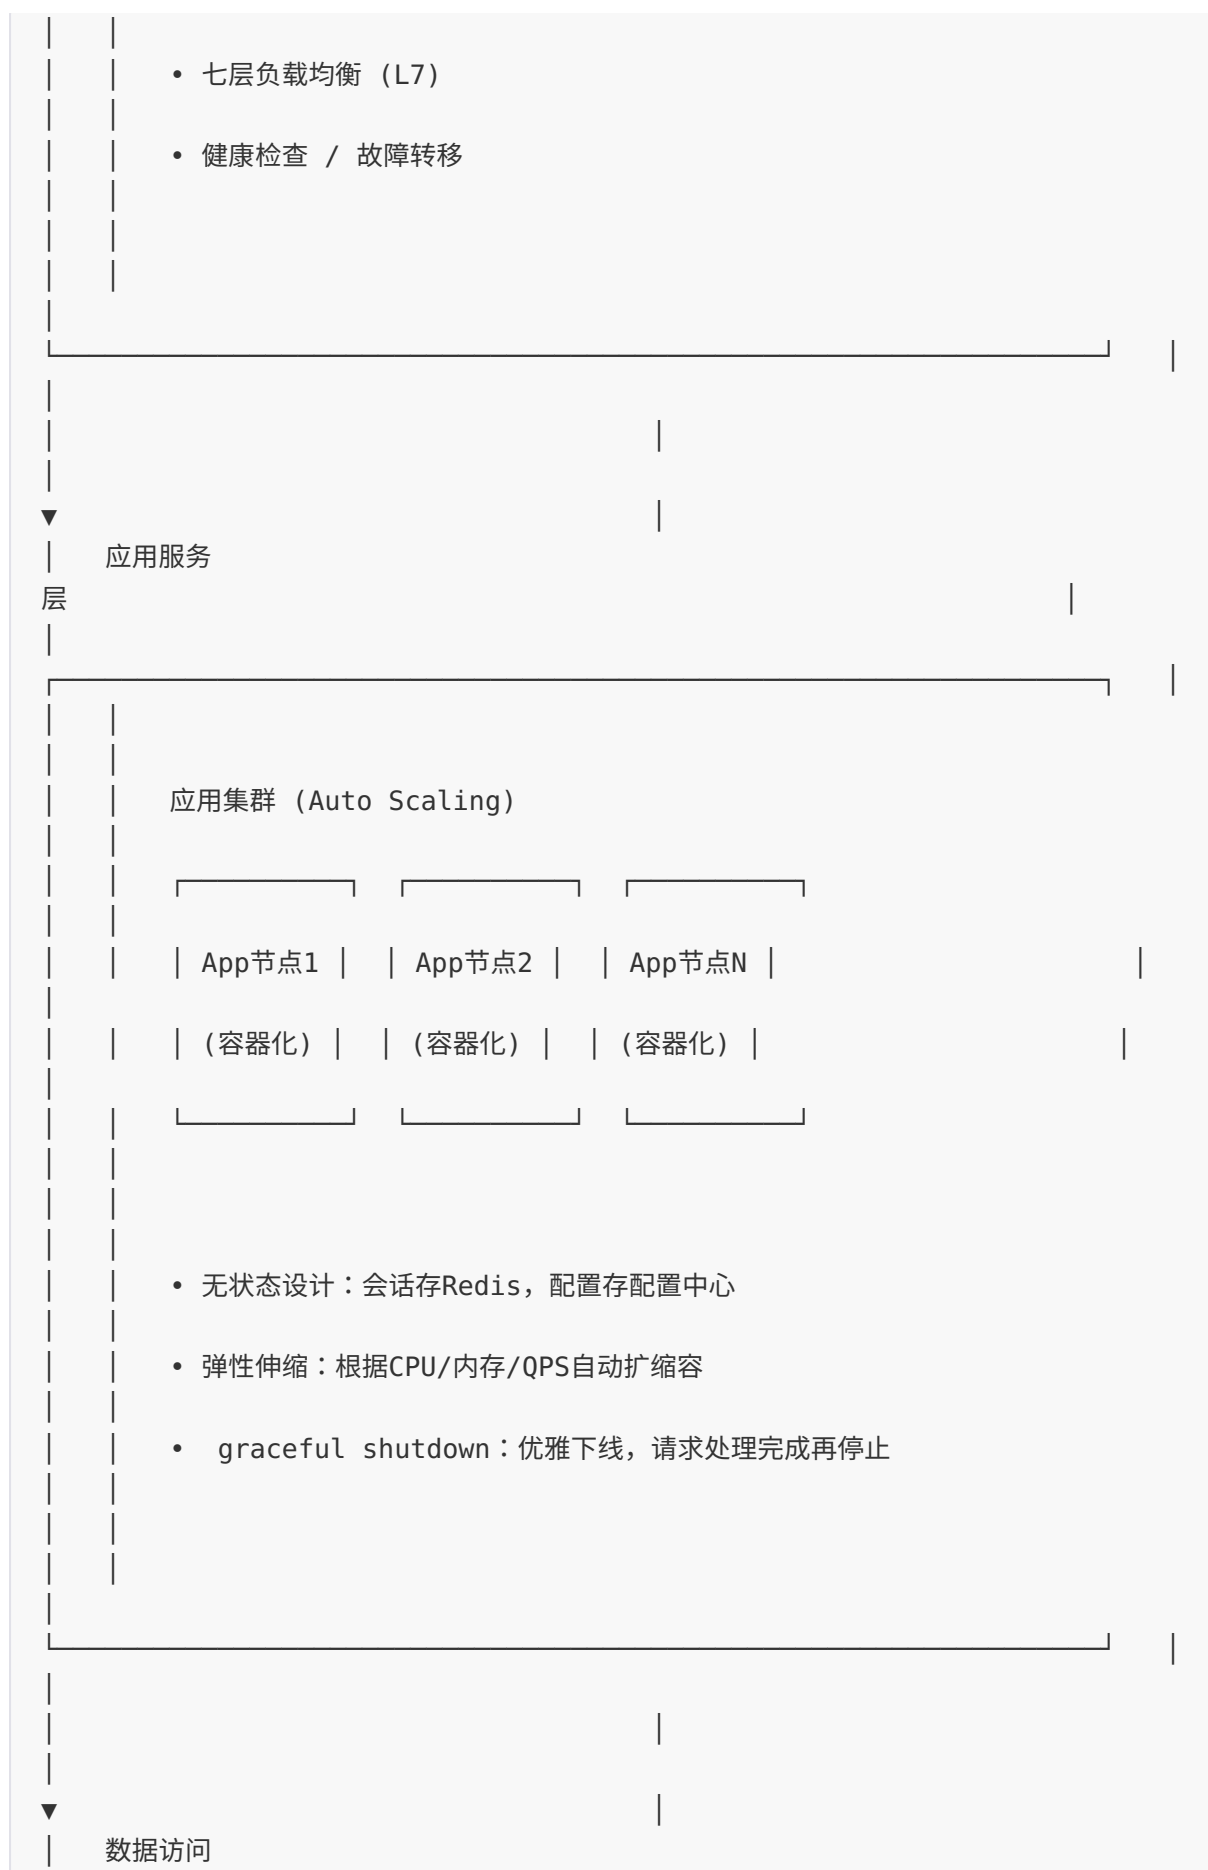 • 七层负载均衡 (L7)
• 健康检查 / 故障转移
▼
应用服务
层
应用集群 (Auto Scaling)
App节点1 │ │ App节点2 │ │ App节点N
(容器化) │ │ (容器化) │ │ (容器化)
• 无状态设计：会话存Redis，配置存配置中心
• 弹性伸缩：根据CPU/内存/QPS自动扩缩容
• graceful shutdown：优雅下线，请求处理完成再停止
▼
数据访问